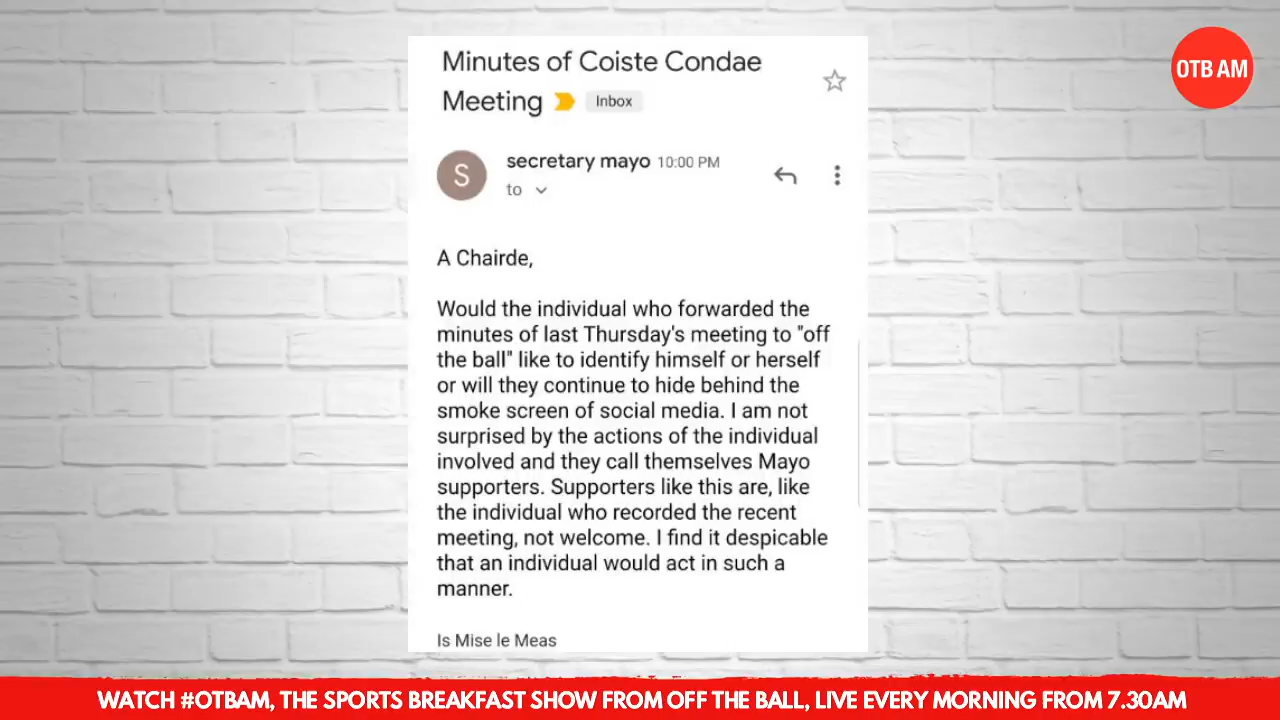 Minutes of Coiste Condae
Meeting
Inbox
OTB AM
S
secretary mayo 10:00 PM
to
A Chairde,
Would the individual who forwarded the
minutes of last Thursday's meeting to "off
the ball" like to identify himself or herself
or will they continue to hide behind the
smoke screen of social media. I am not
surprised by the actions of the individual
involved and they call themselves Mayo
supporters. Supporters like this are, like
the individual who recorded the recent
meeting, not welcome. I find it despicable
that an individual would act in such a
manner.
Is Mise le Meas
WATCH #OTBAM, THE SPORTS BREAKFAST SHOW FROM OFF THE BALL, LIVE EVERY MORNING FROM 7.30AM